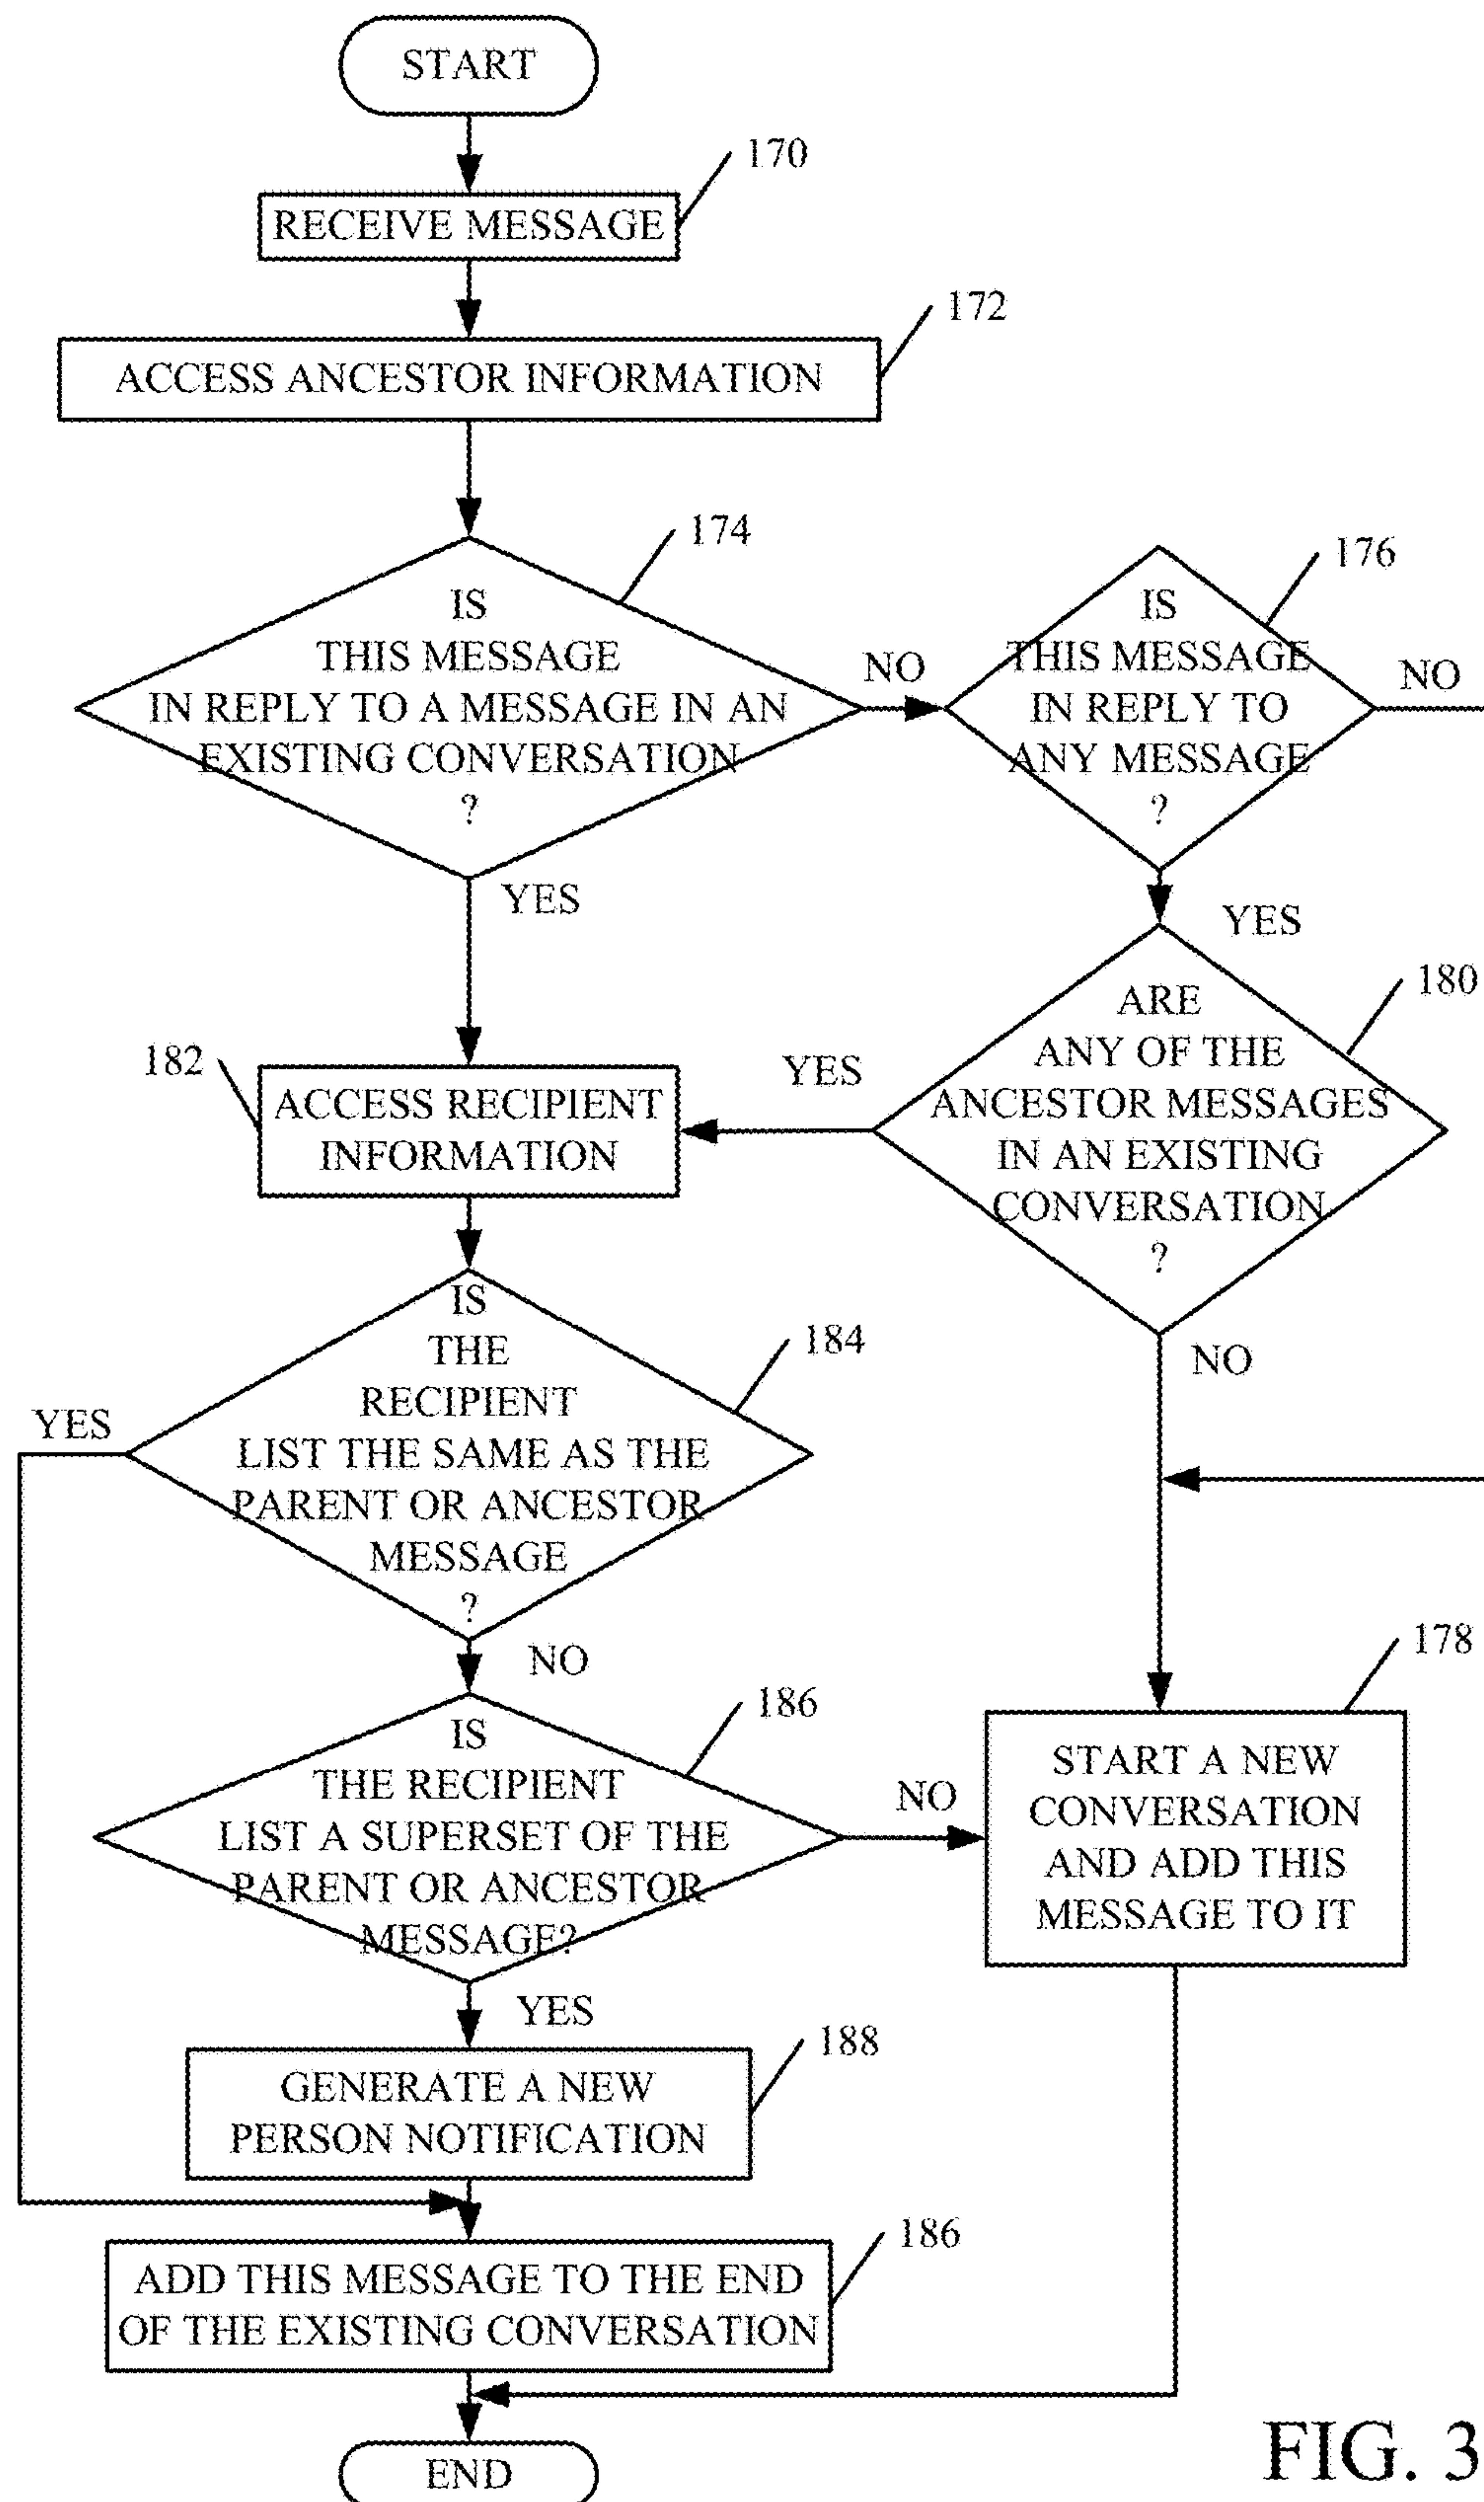 START
170
RECEIVE MESSAGE
172
ACCESS ANCESTOR INFORMATION
174
IS
THIS MESSAGE
IN REPLY TO A MESSAGE IN AN
EXISTING CONVERSATION
?
NO
176
IS
THIS MESSAGE
IN REPLY TO
ANY MESSAGE
?
NO
YES
YES
180
ARE
ANY OF THE
ANCESTOR MESSAGES
IN AN EXISTING
CONVERSATION
?
YES
NO
182
ACCESS RECIPIENT
INFORMATION
184
IS
THE
RECIPIENT
LIST THE SAME AS THE
PARENT OR ANCESTOR
MESSAGE
?
YES
NO
186
IS
THE RECIPIENT
LIST A SUPERSET OF THE
PARENT OR ANCESTOR
MESSAGE?
NO
178
START A NEW
CONVERSATION
AND ADD THIS
MESSAGE TO IT
YES
188
GENERATE A NEW
PERSON NOTIFICATION
186
ADD THIS MESSAGE TO THE END
OF THE EXISTING CONVERSATION
END
FIG. 3